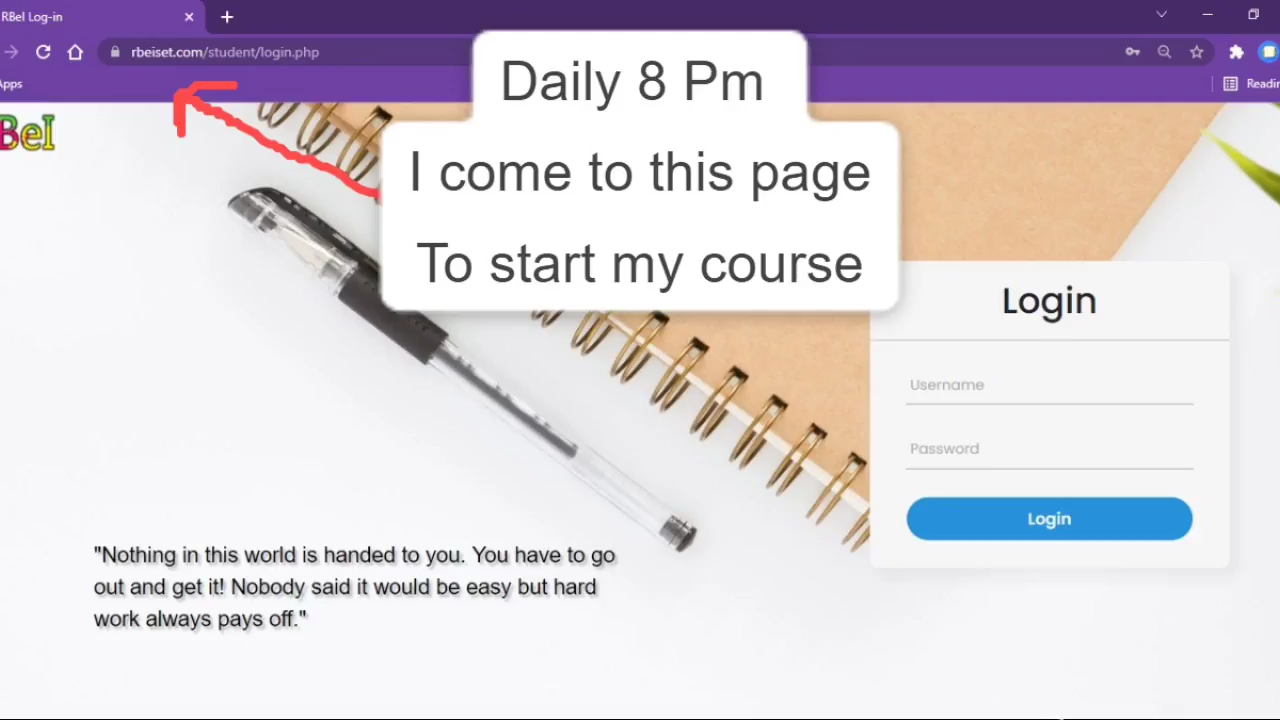 RBel Log-in
rbeiset.com/student/login.php
Apps
Readin
BeI
Daily 8 Pm
I come to this page
To start my course
Login
Username
Password
Login
"Nothing in this world is handed to you. You have to go
out and get it! Nobody said it would be easy but hard
work always pays off."